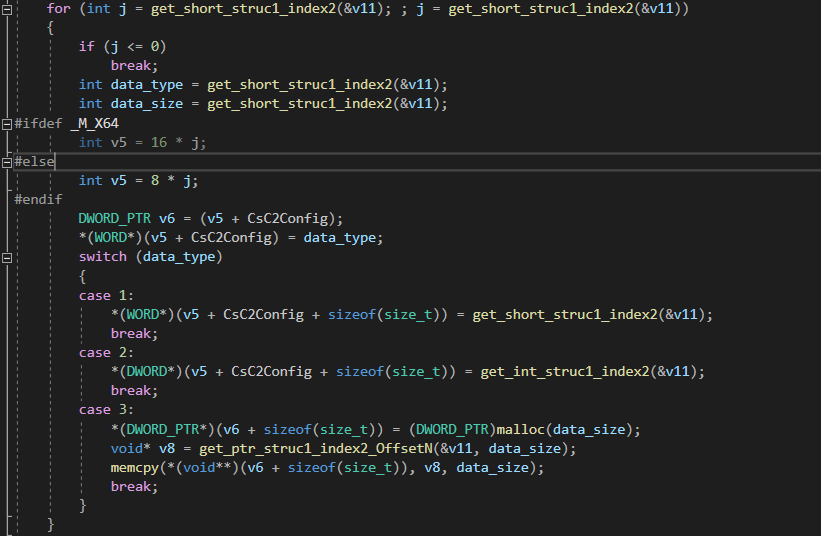 for (int j = get_short_struc1_index2(&v11); ; j = get_short_struc1_index2(&v11))
{
if (j <= 0)
break;
int data_type = get_short_struc1_index2(&v11);
int data_size = get_short_struc1_index2(&v11);
#ifdef _M_X64
int v5 = 16 * j;
#else
int v5 = 8 * j;
#endif
DWORD_PTR v6 = (v5 + CsC2Config);
*(WORD*)(v5 + CsC2Config) = data_type;
switch (data_type)
{
case 1:
*(WORD*)(v5 + CsC2Config + sizeof(size_t)) = get_short_struc1_index2(&v11);
break;
case 2:
*(DWORD*)(v5 + CsC2Config + sizeof(size_t)) = get_int_struc1_index2(&v11);
break;
case 3:
*(DWORD_PTR*)(v6 + sizeof(size_t)) = (DWORD_PTR)malloc(data_size);
void* v8 = get_ptr_struc1_index2_OffsetN(&v11, data_size);
memcpy(*(void**)(v6 + sizeof(size_t)), v8, data_size);
break;
}
}